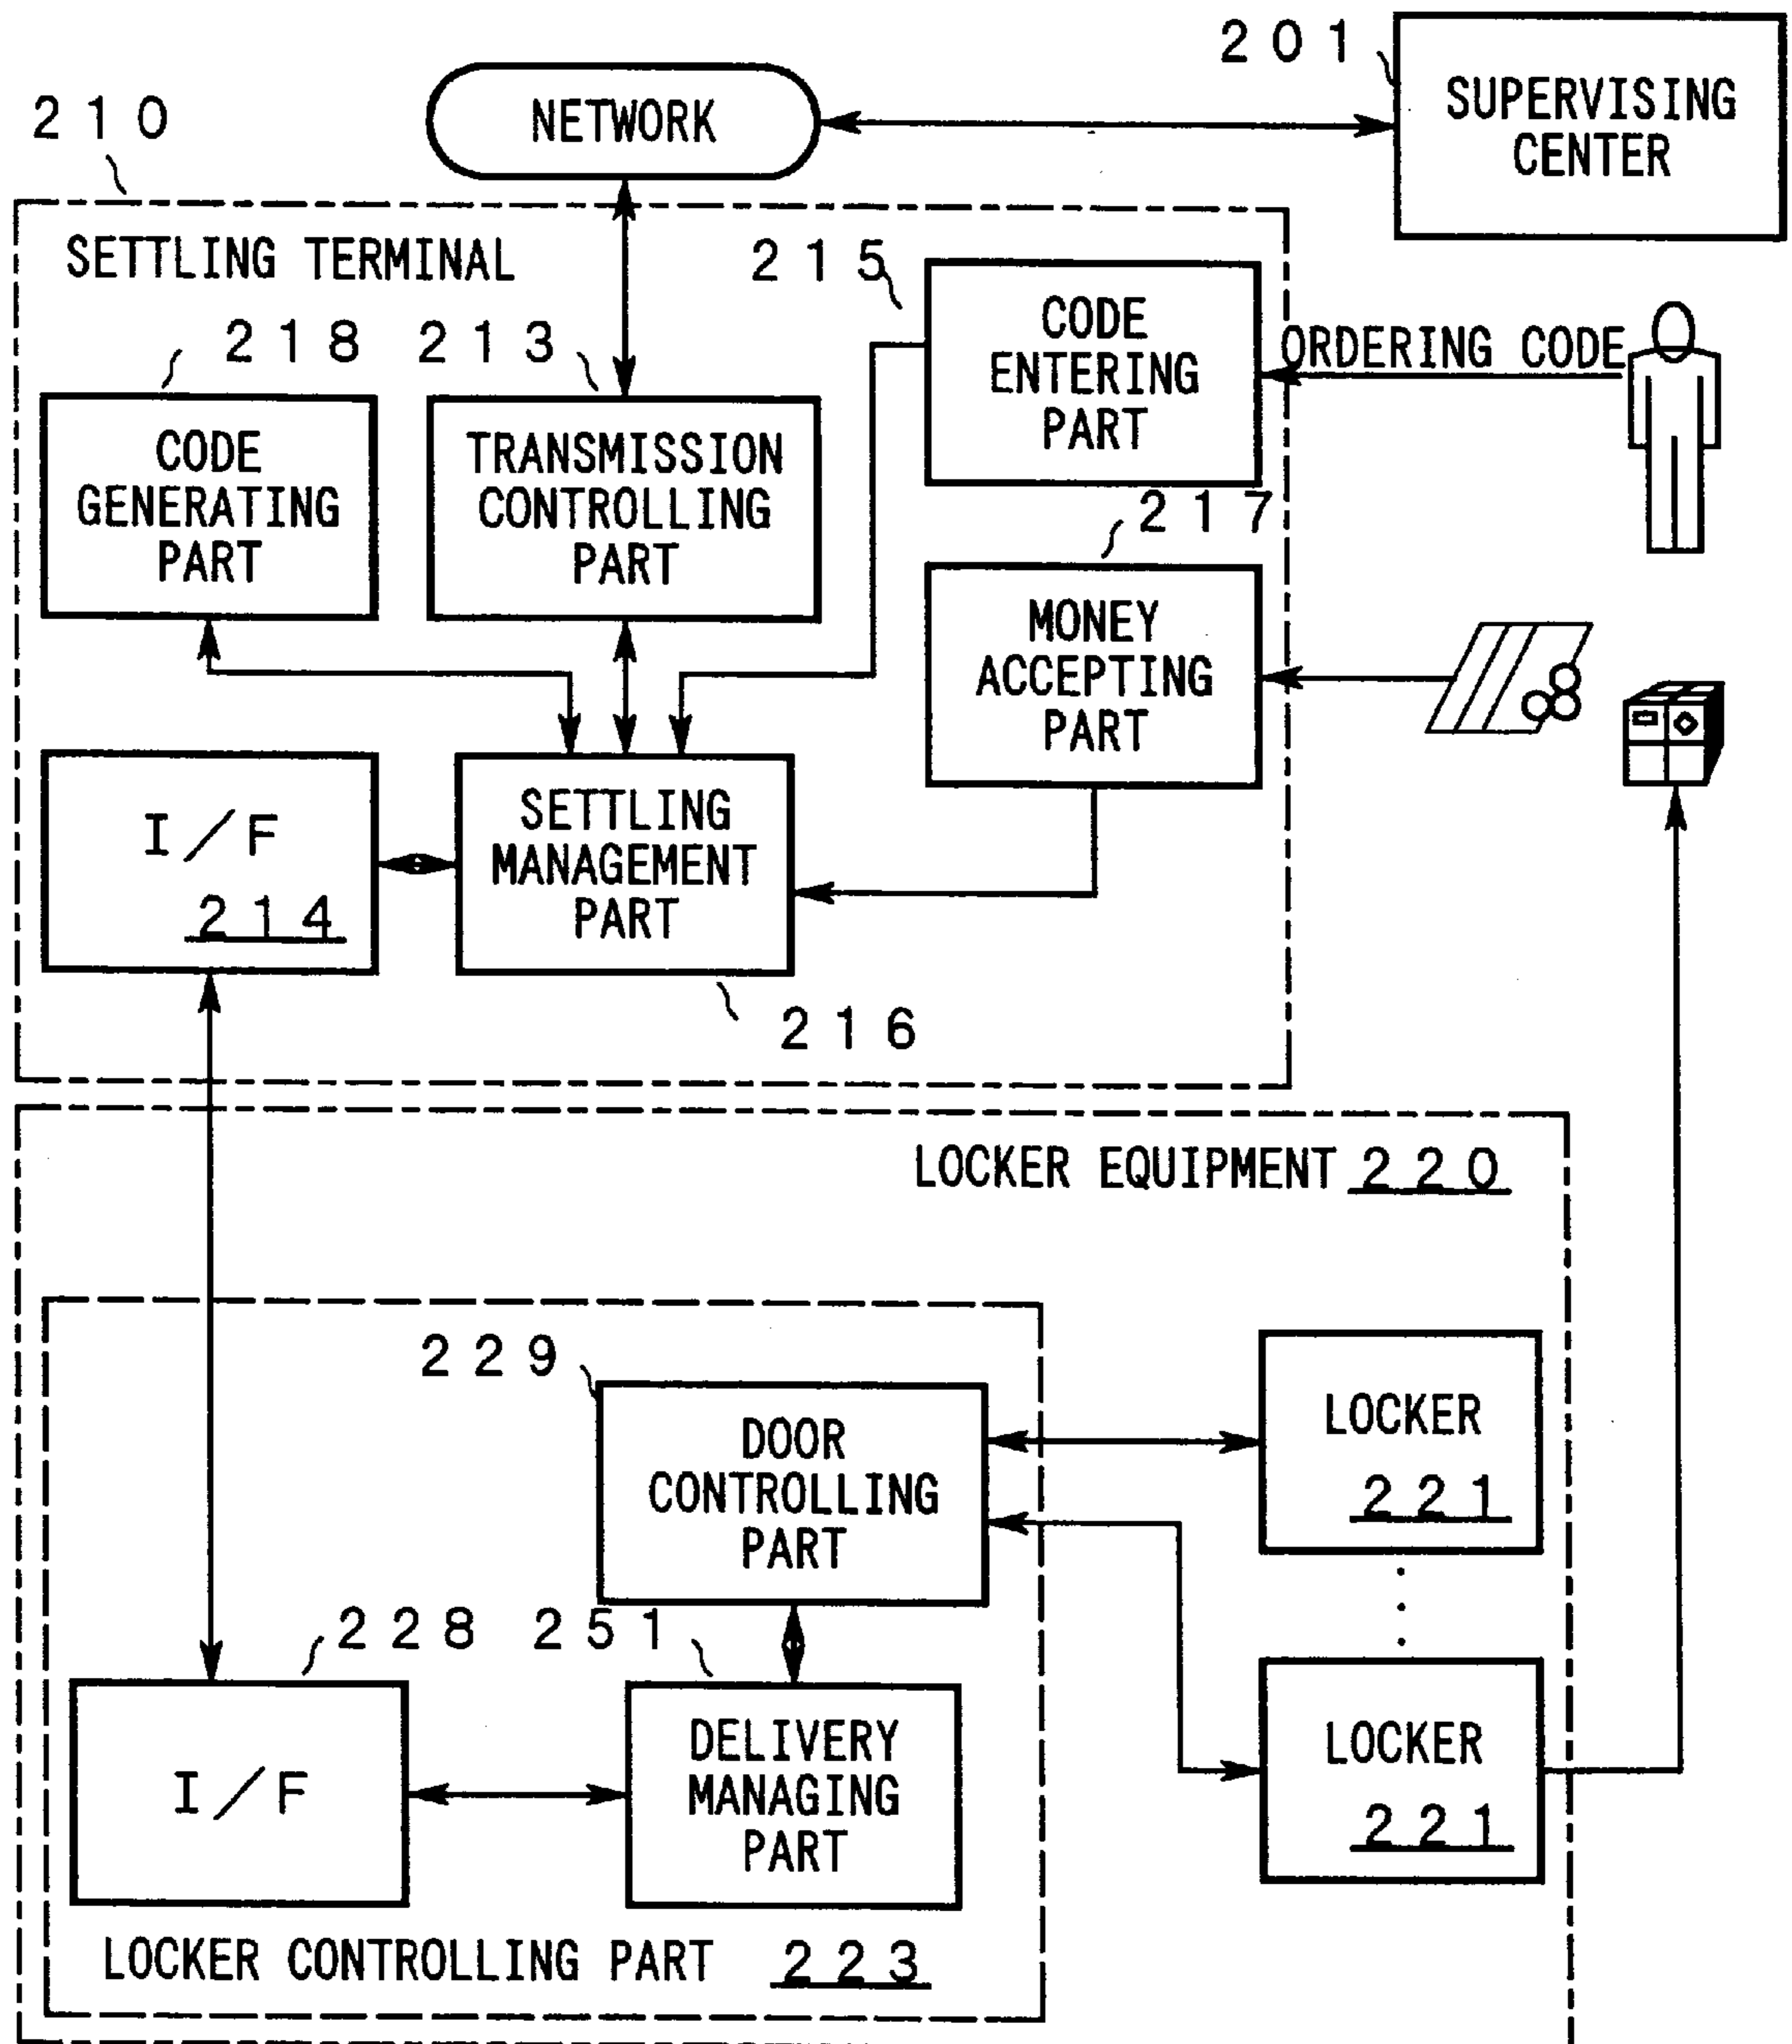 201
SUPERVISING
CENTER
NETWORK
210
SETTLING TERMINAL
215
CODE
ENTERING
PART
ORDERING CODE
218
213
CODE
GENERATING
PART
TRANSMISSION
CONTROLLING
PART
217
MONEY
ACCEPTING
PART
I/F
214
SETTLING
MANAGEMENT
PART
216
LOCKER EQUIPMENT 220
229
DOOR
CONTROLLING
PART
LOCKER
221
228
251
I/F
DELIVERY
MANAGING
PART
LOCKER
221
LOCKER CONTROLLING PART 223